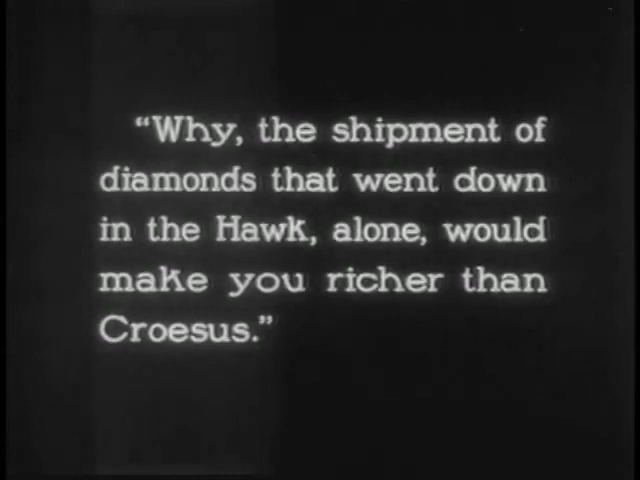 “Why, the shipment of
diamonds that went down
in the Hawk, alone, would
make you richer than
Croesus.”